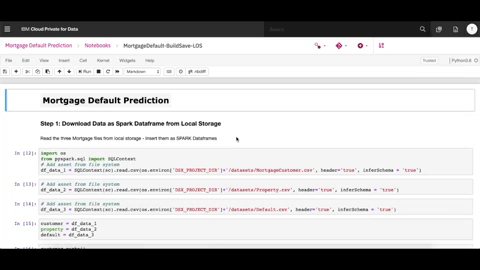 IBM Cloud Private for Data
Search
Mortgage Default Prediction > Notebooks > MortgageDefault-BuildSave-LOS
File Edit View Insert Cell Kernel Widgets Help
Trusted
Run
Markdown
nbdiff
Mortgage Default Prediction
Step 1: Download Data as Spark Dataframe from Local Storage
Read the three Mortgage files from local storage - Insert them as SPARK Dataframes
In [12]: import os
from pyspark.sql import SQLContext
# Add asset from file system
df_data_1 = SQLContext(sc).read.csv(os.environ['DSX_PROJECT_DIR']+'/datasets/MortgageCustomer.csv', header='true', inferSchema = 'true')
In [13]: # Add asset from file system
df_data_2 = SQLContext(sc).read.csv(os.environ['DSX_PROJECT_DIR']+'/datasets/Property.csv', header='true', inferSchema = 'true')
In [14]: # Add asset from file system
df_data_3 = SQLContext(sc).read.csv(os.environ['DSX_PROJECT_DIR']+'/datasets/Default.csv', header='true', inferSchema = 'true')
In [15]: customer = df_data_1
property = df_data_2
default = df_data_3